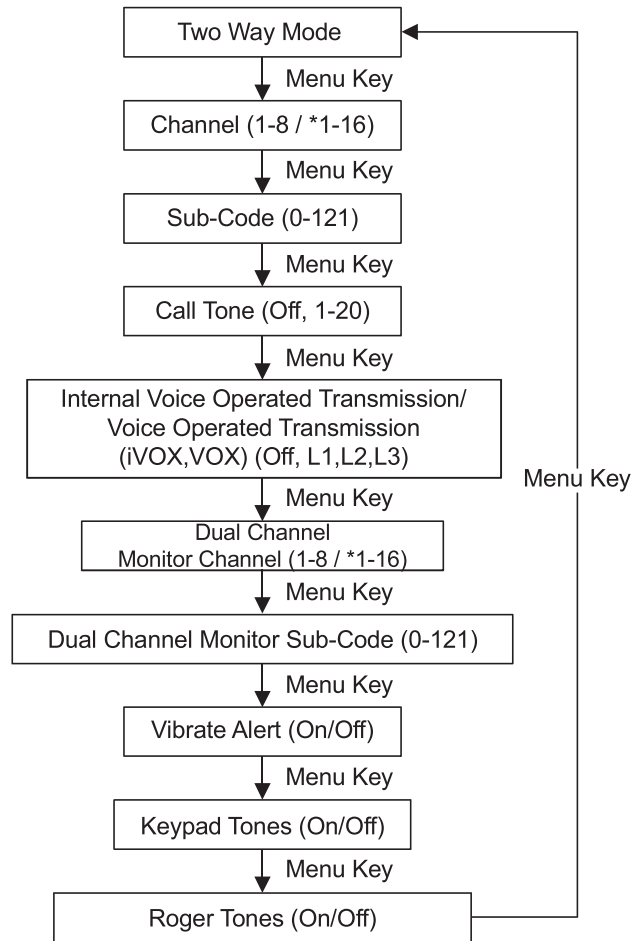 Two Way Mode
Menu Key
Channel (1-8 / *1-16)
Menu Key
Sub-Code (0-121)
Menu Key
Call Tone (Off, 1-20)
Menu Key
Internal Voice Operated Transmission/
Voice Operated Transmission
(iVOX,VOX) (Off, L1,L2,L3)
Menu Key
Menu Key
Dual Channel
Monitor Channel (1-8 / *1-16)
Menu Key
Dual Channel Monitor Sub-Code (0-121)
Menu Key
Vibrate Alert (On/Off)
Menu Key
Keypad Tones (On/Off)
Menu Key
Roger Tones (On/Off)